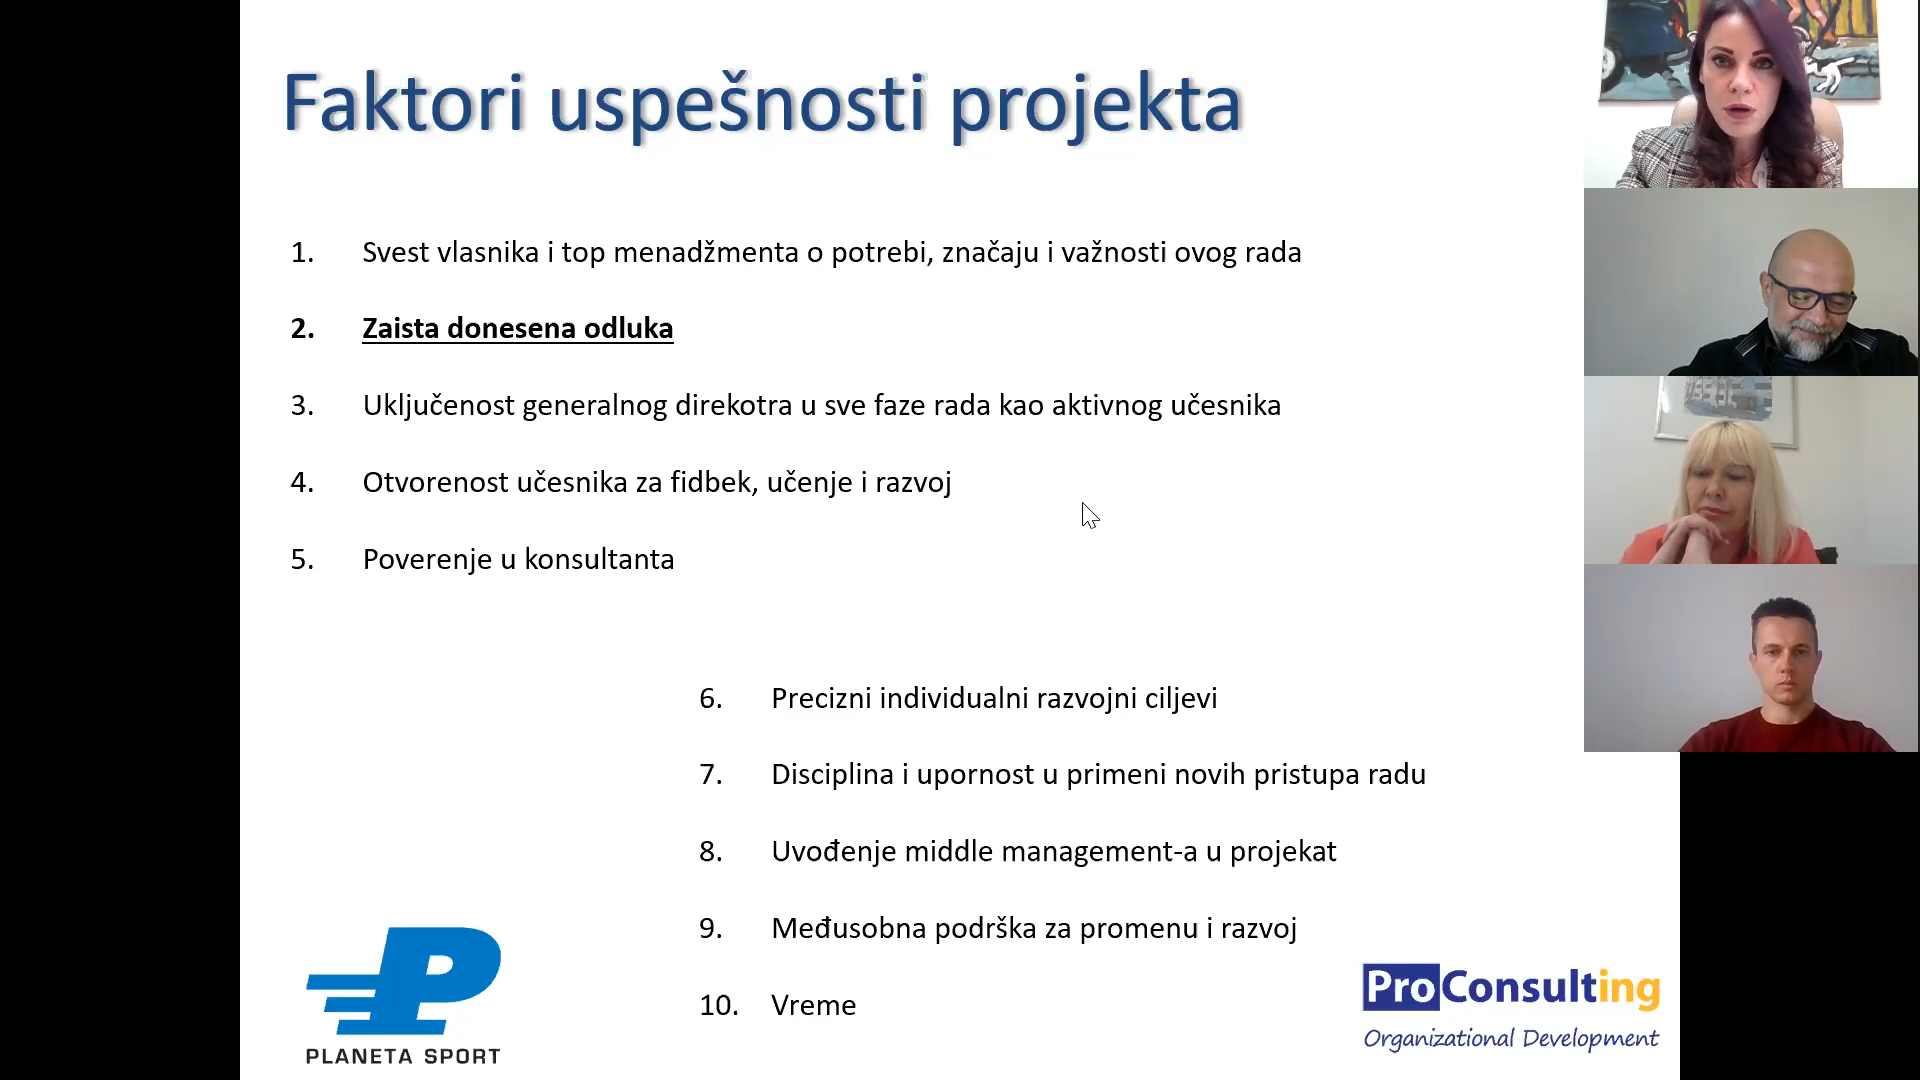 Faktori uspešnosti projekta
1. Svest vlasnika i top menadžmenta o potrebi, značaju i važnosti ovog rada
2. Zaista donesena odluka
3. Uključenost generalnog direkotra u sve faze rada kao aktivnog učesnika
4. Otvorenost učesnika za fidbek, učenje i razvoj
5. Poverenje u konsultanta
6. Precizni individualni razvojni ciljevi
7. Disciplina i upornost u primeni novih pristupa radu
8. Uvođenje middle management-a u projekat
9. Međusobna podrška za promenu i razvoj
10. Vreme
P
PLANETA SPORT
ProConsulting
Organizational Development